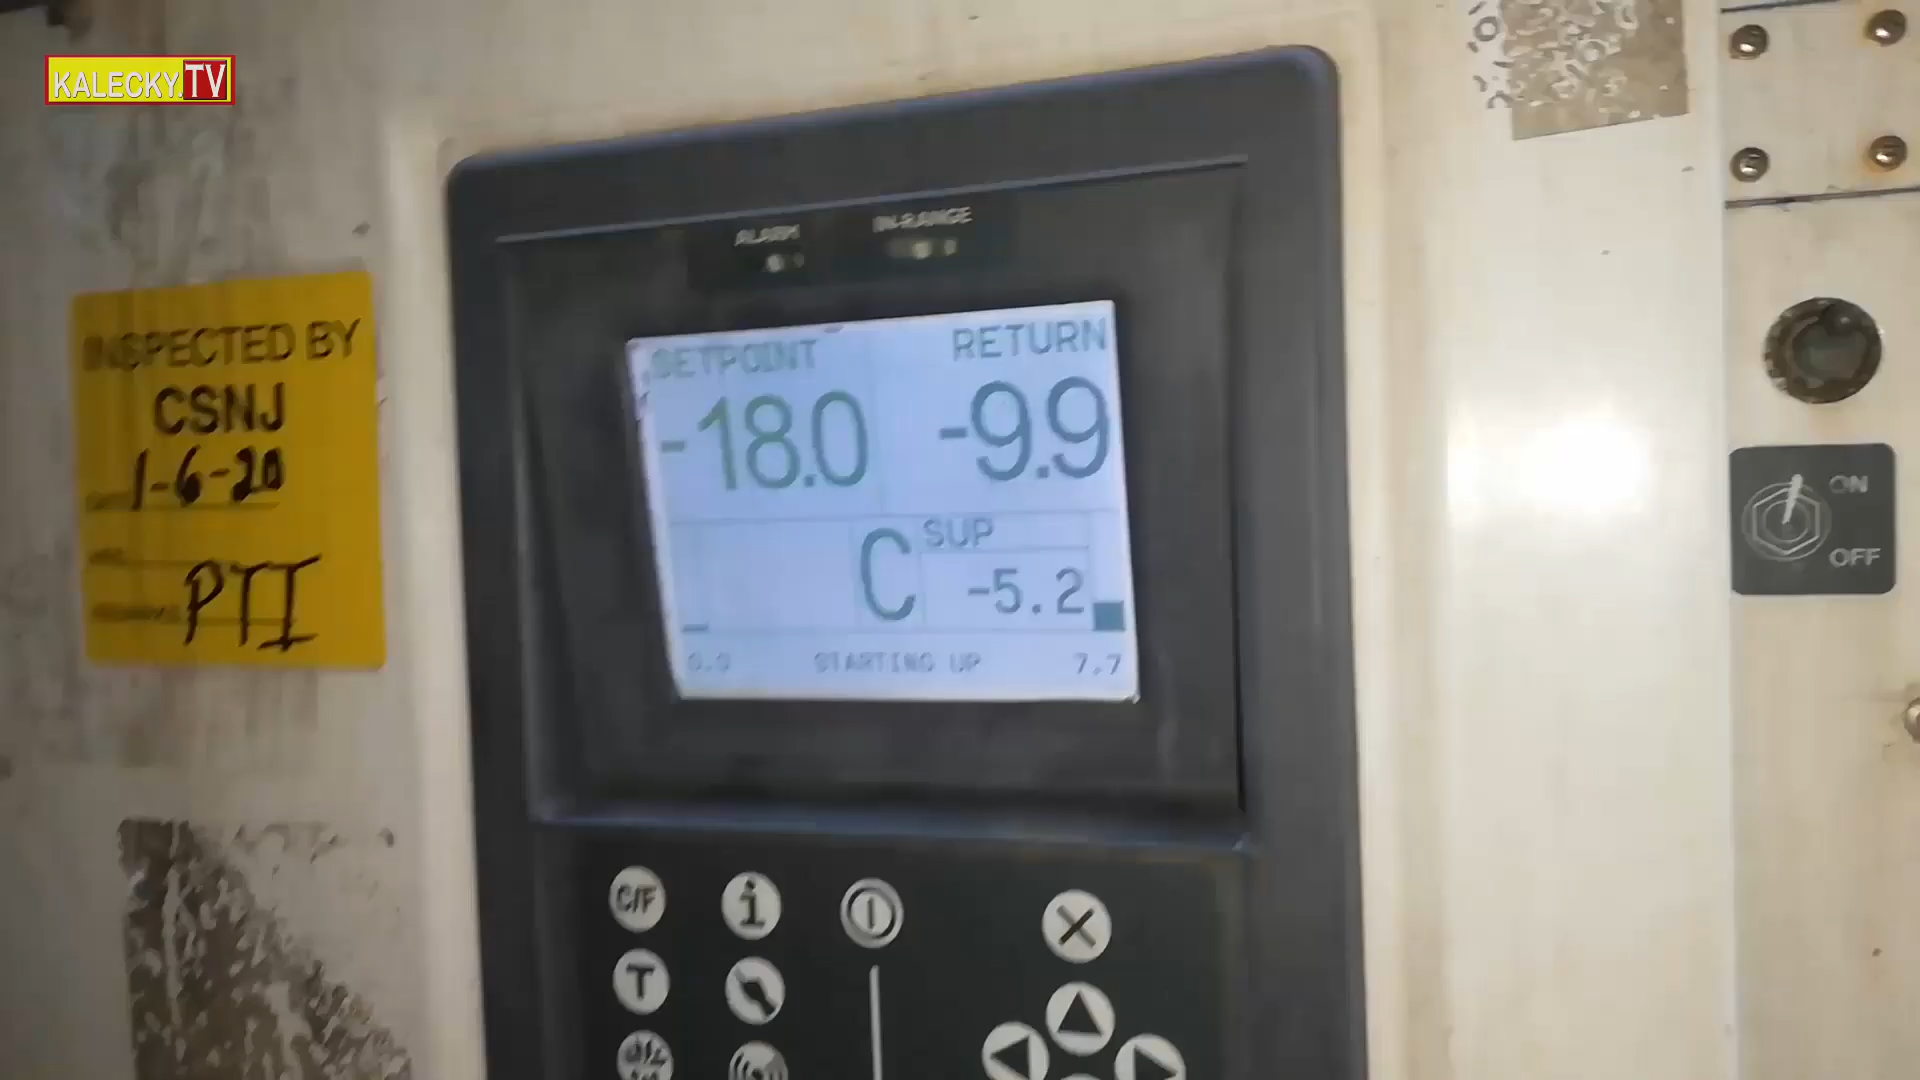 KALECKY.TV
INSPECTED BY
CSNJ
1-6-20
PTI
ALARM
IN-RANGE
SETPOINT
RETURN
-18.0
-9.9
C
SUP
-5.2
0.0
STARTING UP
7.7
C/F
i
T
ON
OFF